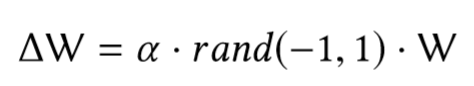 ΔW = α · rand(−1, 1) · W